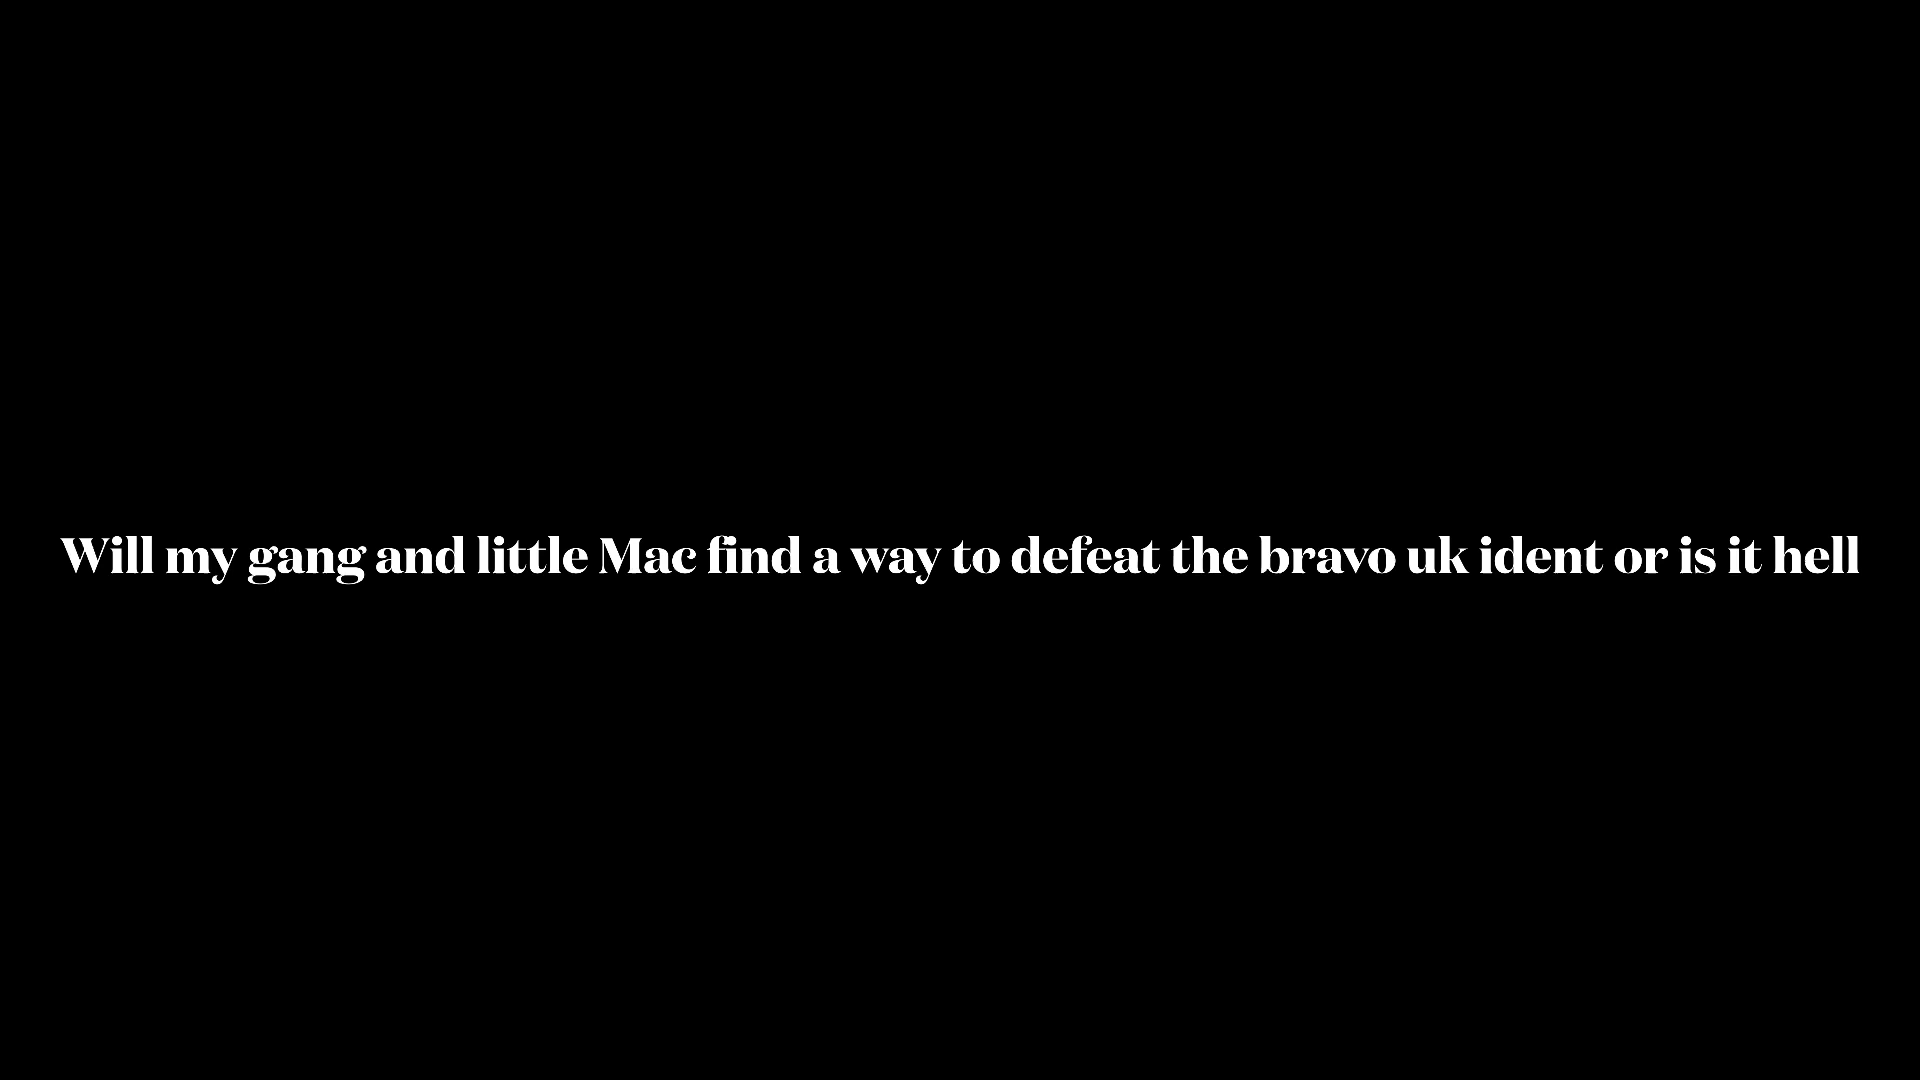 Will my gang and little Mac find a way to defeat the bravo uk ident or is it hell